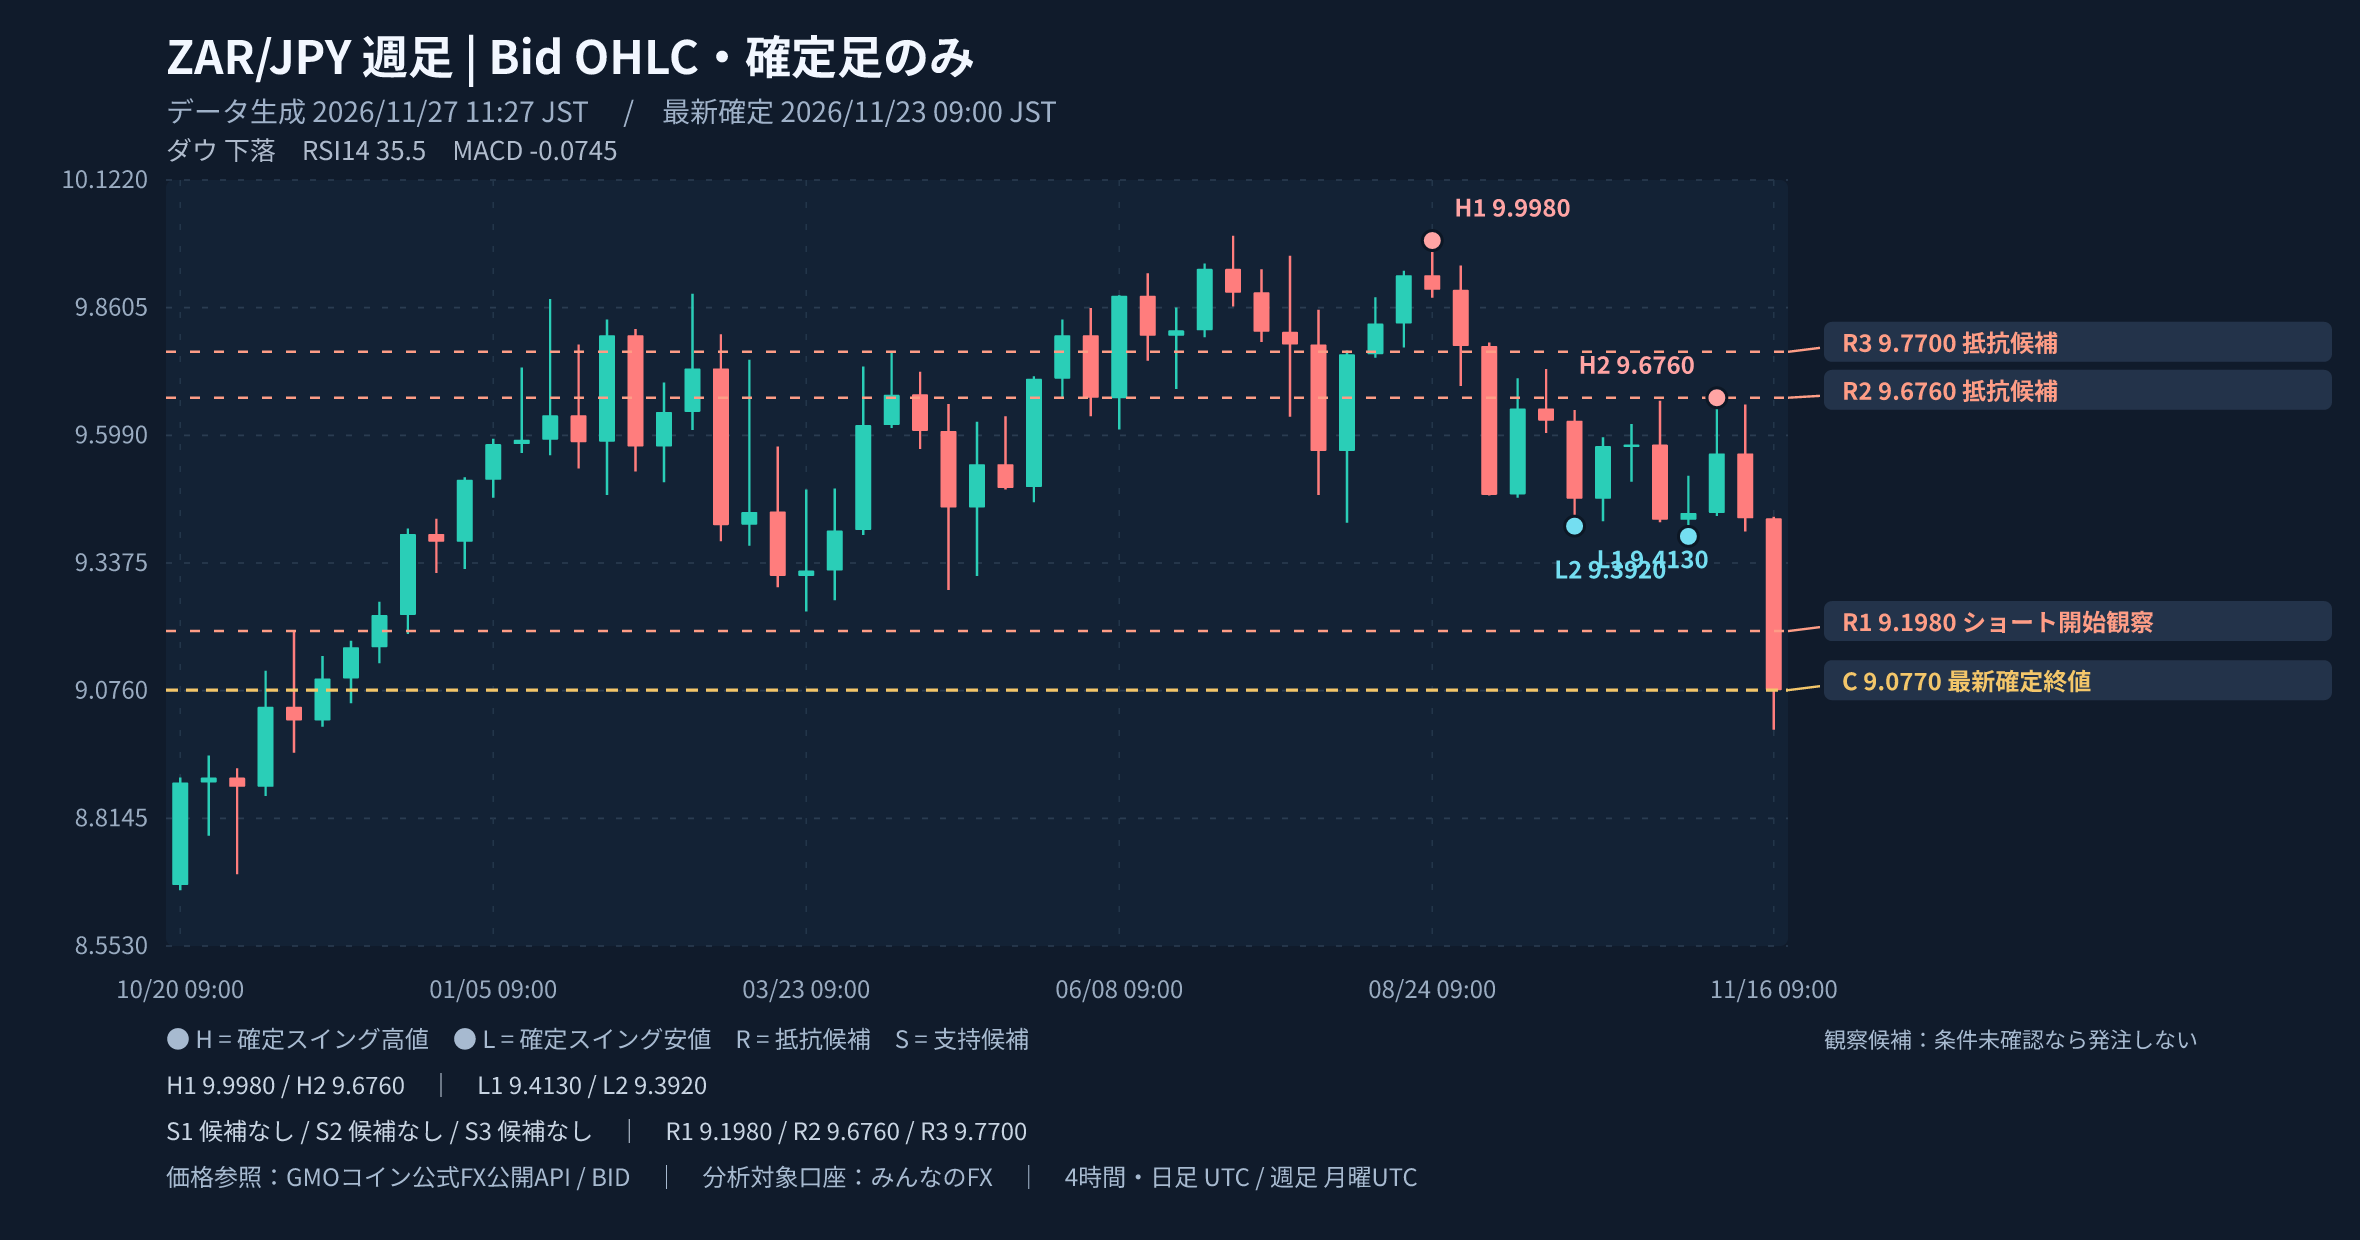 ZAR/JPY 週足 | Bid OHLC・確定足のみ
データ生成 2026/11/27 11:27 JST / 最新確定 2026/11/23 09:00 JST
ダウ 下落 RSI14 35.5 MACD -0.0745
10.1220
9.8605
9.5990
9.3375
9.0760
8.8145
8.5530
H1 9.9980
H2 9.6760
L1 9.4130
L2 9.3920
R3 9.7700 抵抗候補
R2 9.6760 抵抗候補
R1 9.1980 ショート開始観察
C 9.0770 最新確定終値
10/20 09:00 01/05 09:00 03/23 09:00 06/08 09:00 08/24 09:00 11/16 09:00
H = 確定スイング高値 L = 確定スイング安値 R = 抵抗候補 S = 支持候補
観察候補：条件未確認なら発注しない
H1 9.9980 / H2 9.6760 ｜ L1 9.4130 / L2 9.3920
S1 候補なし / S2 候補なし / S3 候補なし ｜ R1 9.1980 / R2 9.6760 / R3 9.7700
価格参照：GMOコイン公式FX公開API / BID ｜ 分析対象口座：みんなのFX ｜ 4時間・日足 UTC / 週足 月曜UTC